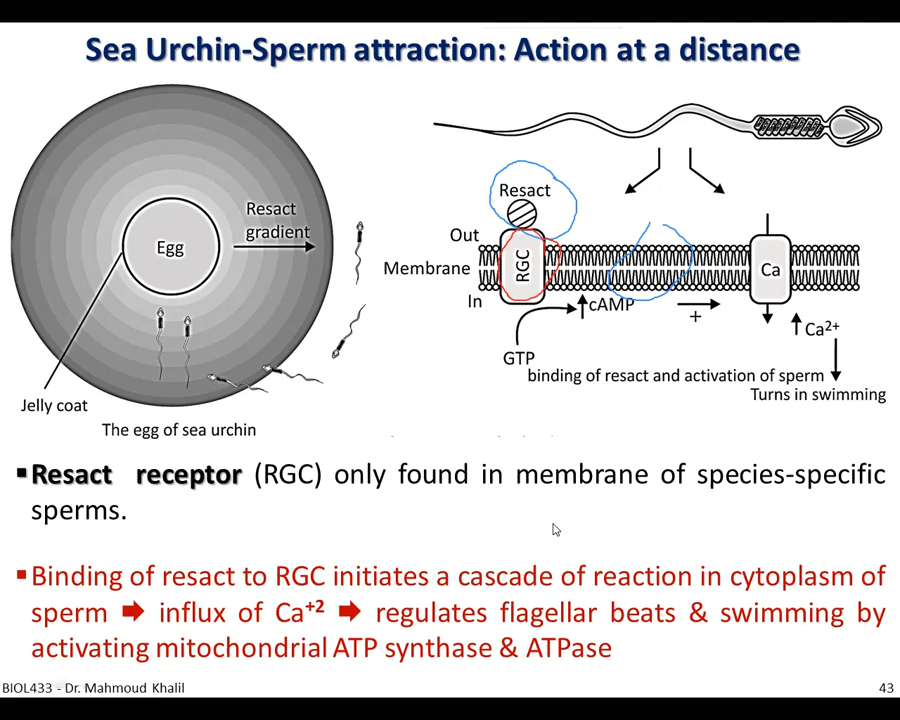 Sea Urchin-Sperm attraction: Action at a distance
Egg
Resact
gradient
Jelly coat
The egg of sea urchin
Resact
Out
RGC
Membrane
In
cAMP
+
GTP
Ca
Ca2+
binding of resact and activation of sperm
Turns in swimming
▪Resact receptor (RGC) only found in membrane of species-specific
sperms.
▪Binding of resact to RGC initiates a cascade of reaction in cytoplasm of
sperm ➡ influx of Ca⁺² ➡ regulates flagellar beats & swimming by
activating mitochondrial ATP synthase & ATPase
BIOL433 - Dr. Mahmoud Khalil
43